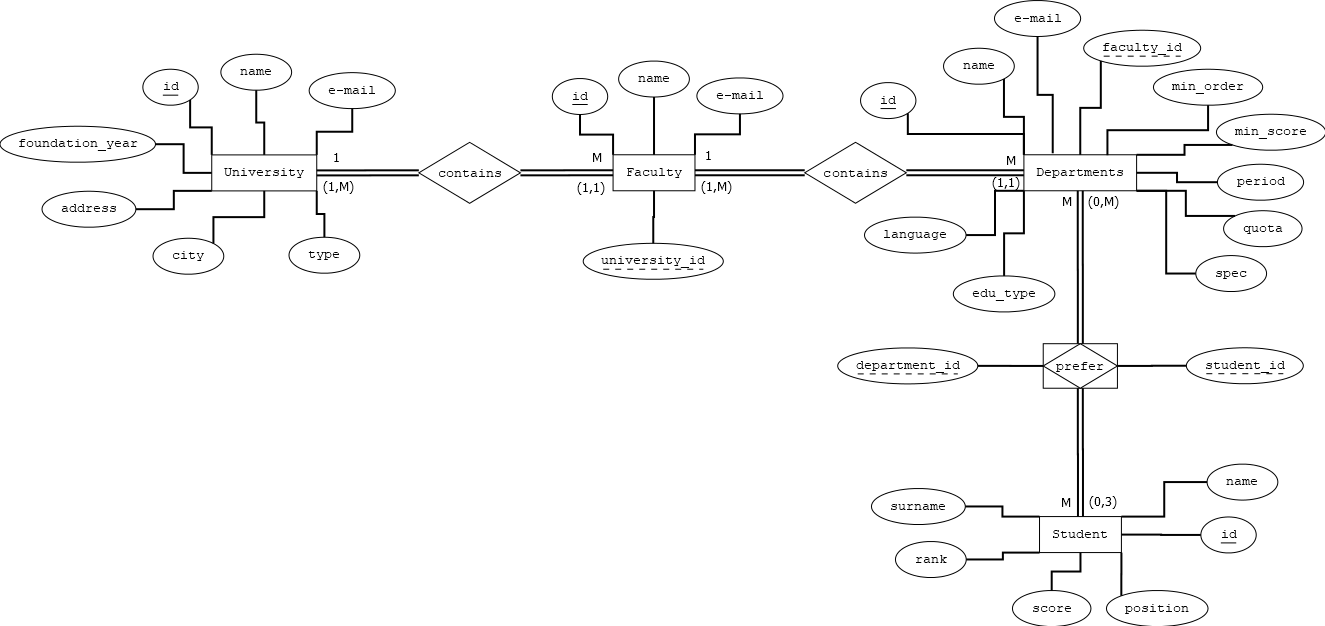 e-mail
faculty_id
name
name
name
id
e-mail
id
e-mail
id
min_order
min_score
foundation_year
1
M
1
M
University
contains
Faculty
contains
Departments
period
(1,M)
(1,1)
(1,M)
(1,1)
M
(0,M)
address
language
quota
city
type
university_id
spec
edu_type
department_id
prefer
student_id
name
surname
M
(0,3)
Student
id
rank
score
position